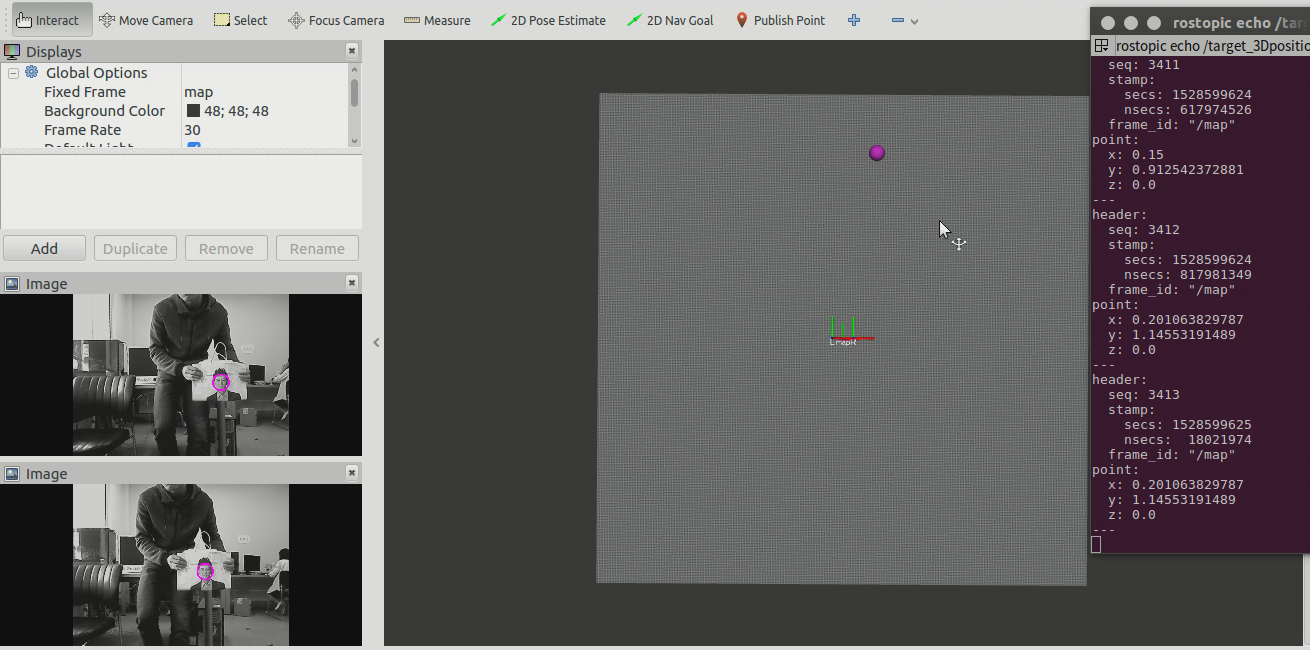 Interact Move Camera Select Focus Camera Measure 2D Pose Estimate 2D Nav Goal Publish Point
Displays
Global Options
Fixed Frame map
Background Color 48; 48; 48
Frame Rate 30
Default Light
Add Duplicate Remove Rename
Image
Image
rostopic echo /tar
rostopic echo /target_3Dpositio
seq: 3411
stamp:
secs: 1528599624
nsecs: 617974526
frame_id: "/map"
point:
x: 0.15
y: 0.912542372881
z: 0.0
---
header:
seq: 3412
stamp:
secs: 1528599624
nsecs: 817981349
frame_id: "/map"
point:
x: 0.201063829787
y: 1.14553191489
z: 0.0
---
header:
seq: 3413
stamp:
secs: 1528599625
nsecs:  18021974
frame_id: "/map"
point:
x: 0.201063829787
y: 1.14553191489
z: 0.0
---